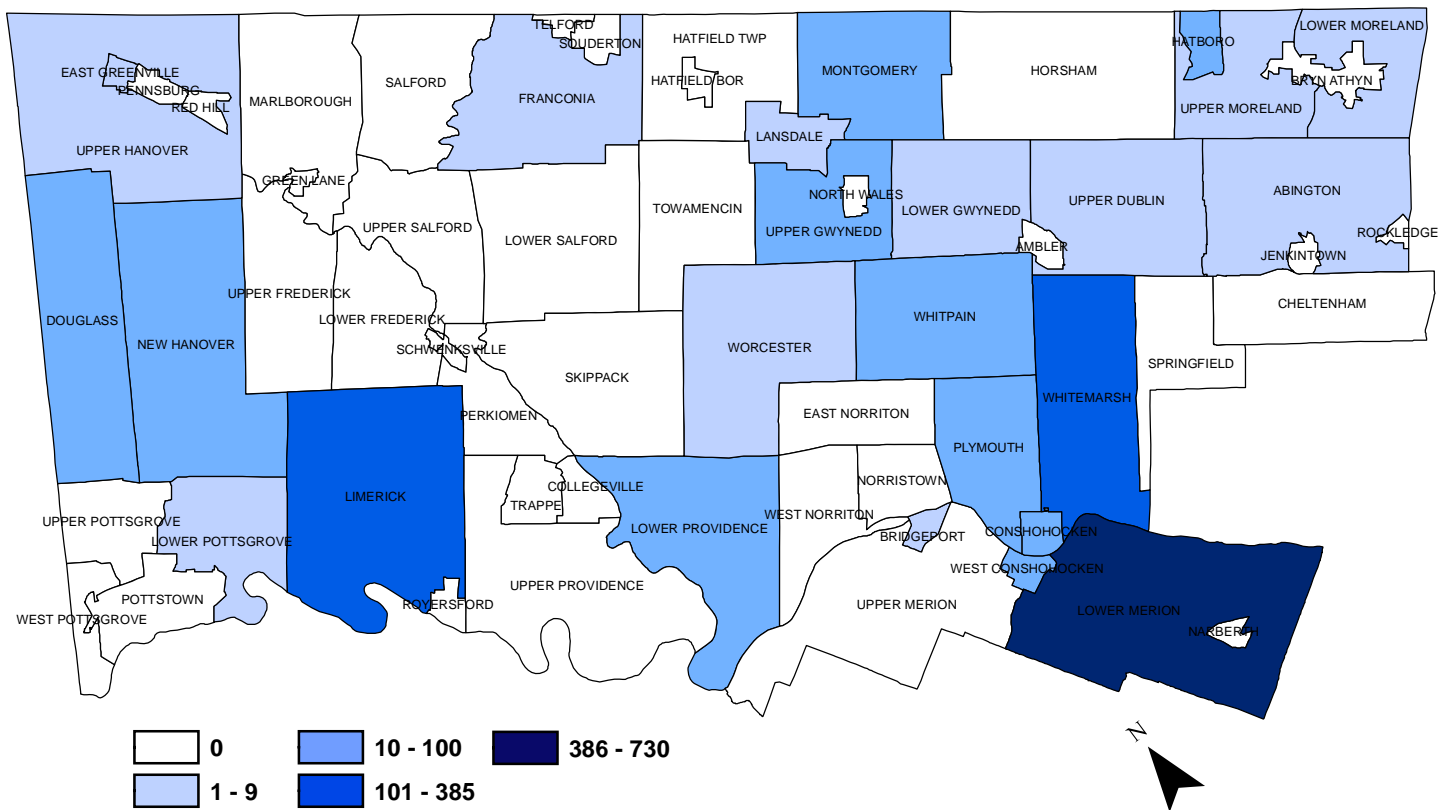 TELFORD
SOUDERTON
HATFIELD TWP
HATBORO
LOWER MORELAND
EAST GREENVILLE
PENNSBURG
RED HILL
MARLBOROUGH
SALFORD
FRANCONIA
HATFIELD BOR
MONTGOMERY
HORSHAM
BRYN ATHYN
UPPER MORELAND
UPPER HANOVER
LANSDALE
GREEN LANE
UPPER SALFORD
LOWER SALFORD
TOWAMENCIN
NORTH WALES
UPPER GWYNEDD
LOWER GWYNEDD
UPPER DUBLIN
ABINGTON
ROCKLEDGE
AMBLER
JENKINTOWN
DOUGLASS
NEW HANOVER
UPPER FREDERICK
LOWER FREDERICK
SCHWENKSVILLE
SKIPPACK
WORCESTER
WHITPAIN
WHITEMARSH
SPRINGFIELD
CHELTENHAM
PERKIOMEN
EAST NORRITON
PLYMOUTH
LIMERICK
TRAPPE
COLLEGEVILLE
LOWER PROVIDENCE
WEST NORRITON
NORRISTOWN
BRIDGEPORT
CONSHOHOCKEN
WEST CONSHOHOCKEN
UPPER POTTSGROVE
LOWER POTTSGROVE
POTTSTOWN
WEST POTTSGROVE
ROYERSFORD
UPPER PROVIDENCE
UPPER MERION
LOWER MERION
NARBERTH
0
10 - 100
386 - 730
1 - 9
101 - 385
N